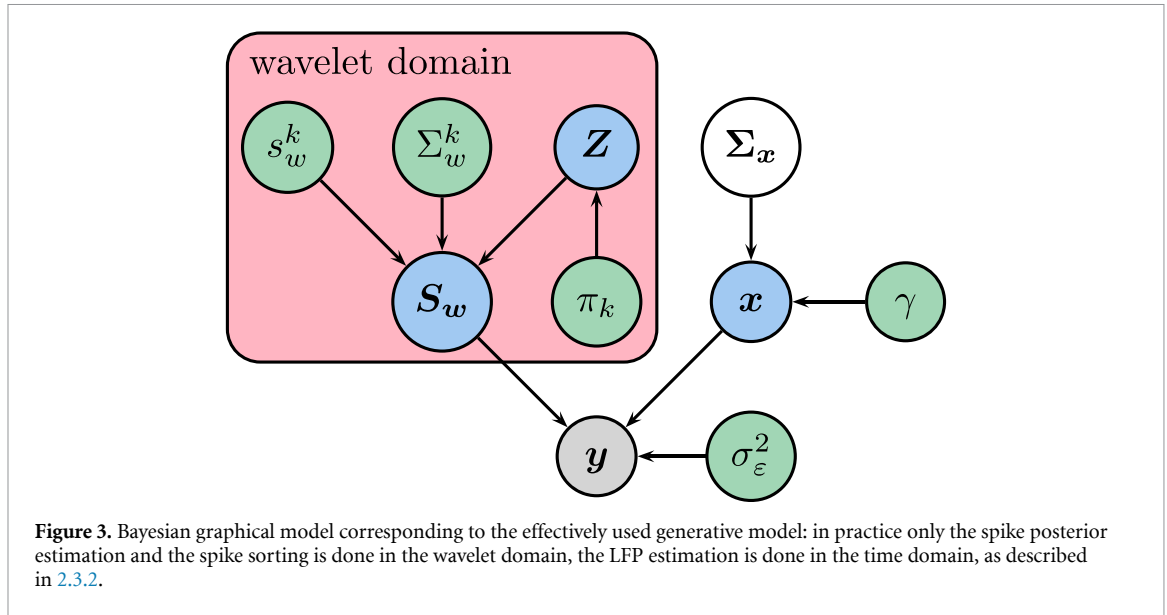 wavelet domain
s_w^k Σ_w^k Z Σ_x
S_w π_k x γ
y σ_ε^2
Figure 3. Bayesian graphical model corresponding to the effectively used generative model: in practice only the spike posterior
estimation and the spike sorting is done in the wavelet domain, the LFP estimation is done in the time domain, as described
in 2.3.2.